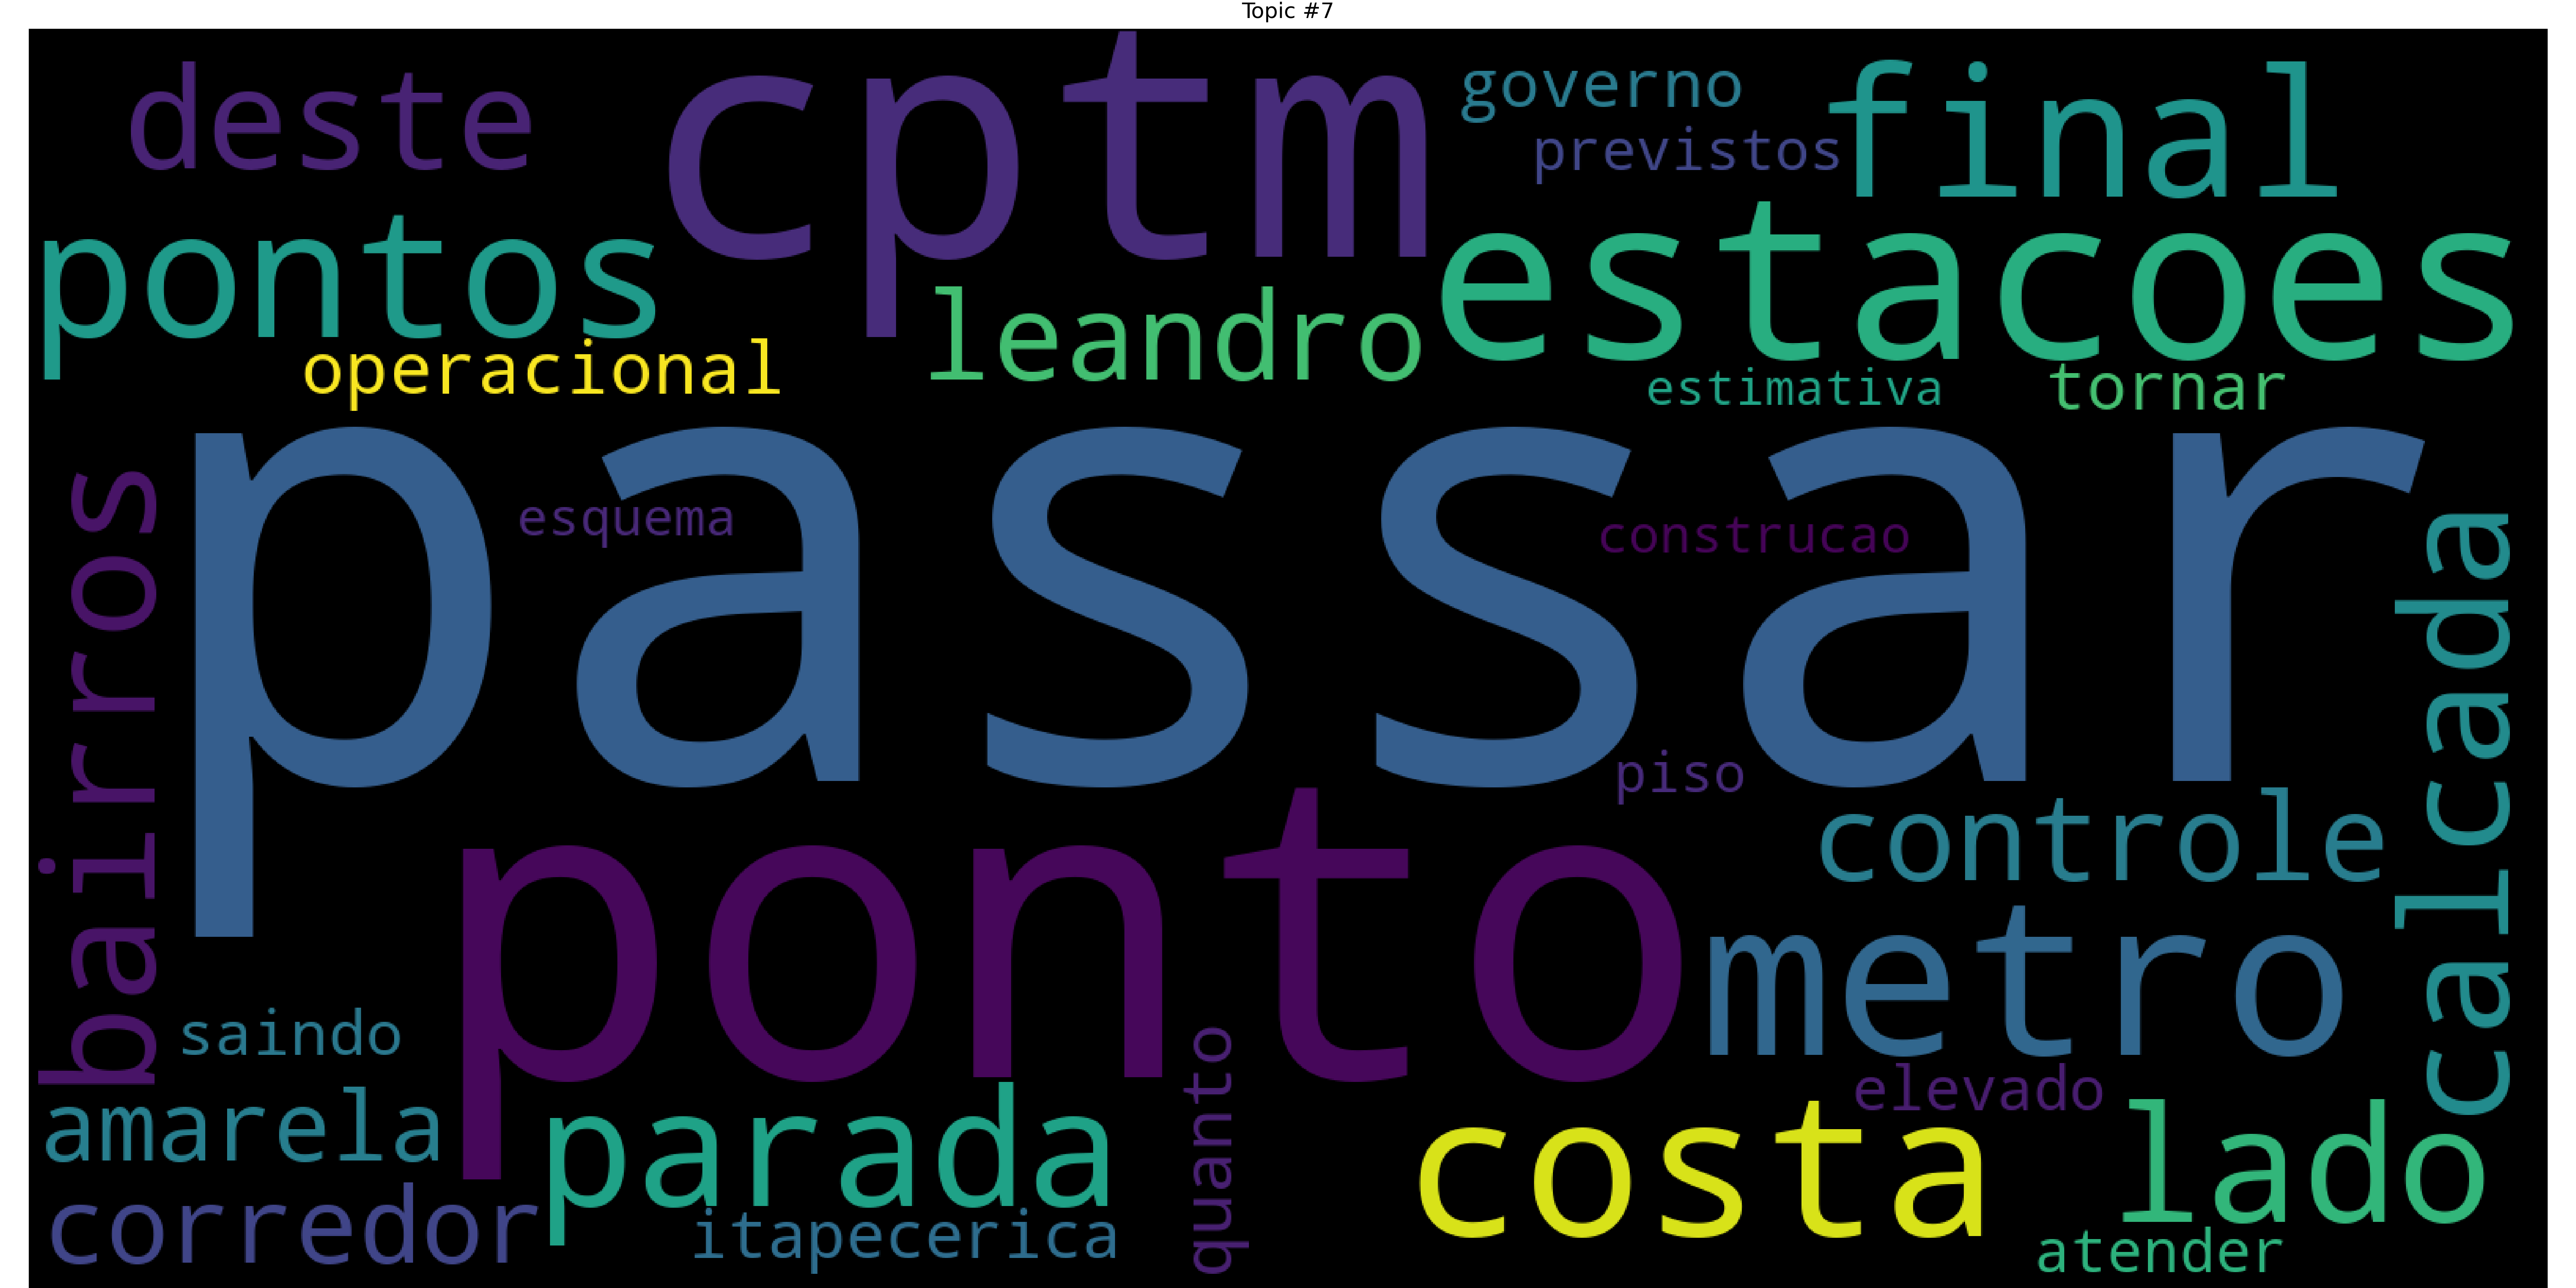 Topic #7
deste
cptm
governo
previstos
final
pontos
estacoes
leandro
operacional
estimativa
tornar
passar
bairros
esquema
construcao
calcada
piso
ponto
controle
metro
saindo
quanto
elevado
amarela
parada
costa
lado
corredor
itapecerica
atender